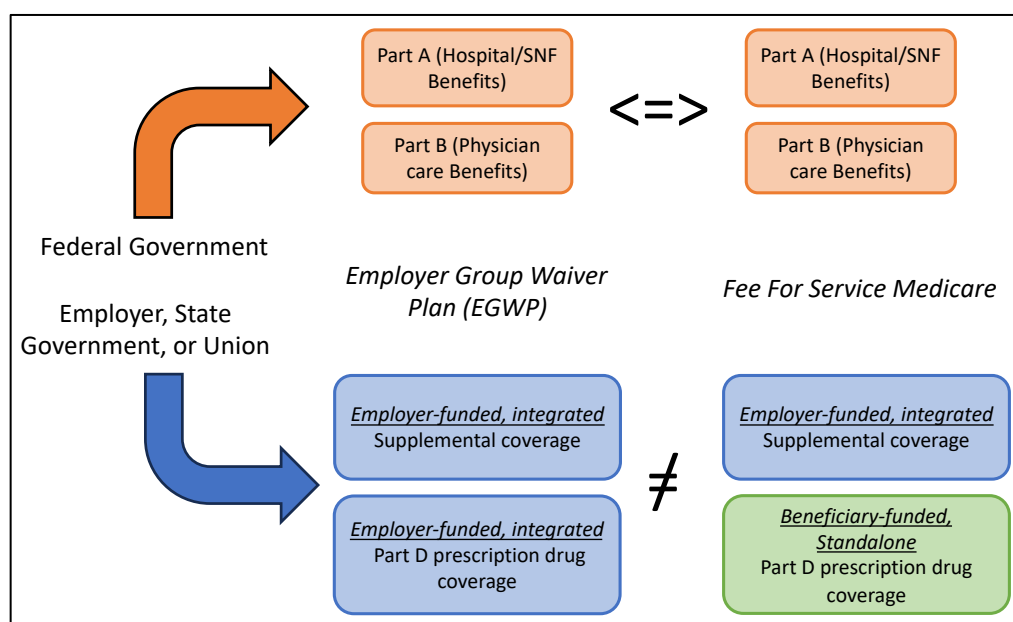 Part A (Hospital/SNF
Benefits)
<=>
Part A (Hospital/SNF
Benefits)
Part B (Physician
care Benefits)
Part B (Physician
care Benefits)
Federal Government
Employer, State
Government, or Union
Employer Group Waiver
Plan (EGWP)
Fee For Service Medicare
Employer-funded, integrated
Supplemental coverage
≠
Employer-funded, integrated
Supplemental coverage
Employer-funded, integrated
Part D prescription drug
coverage
Beneficiary-funded,
Standalone
Part D prescription drug
coverage